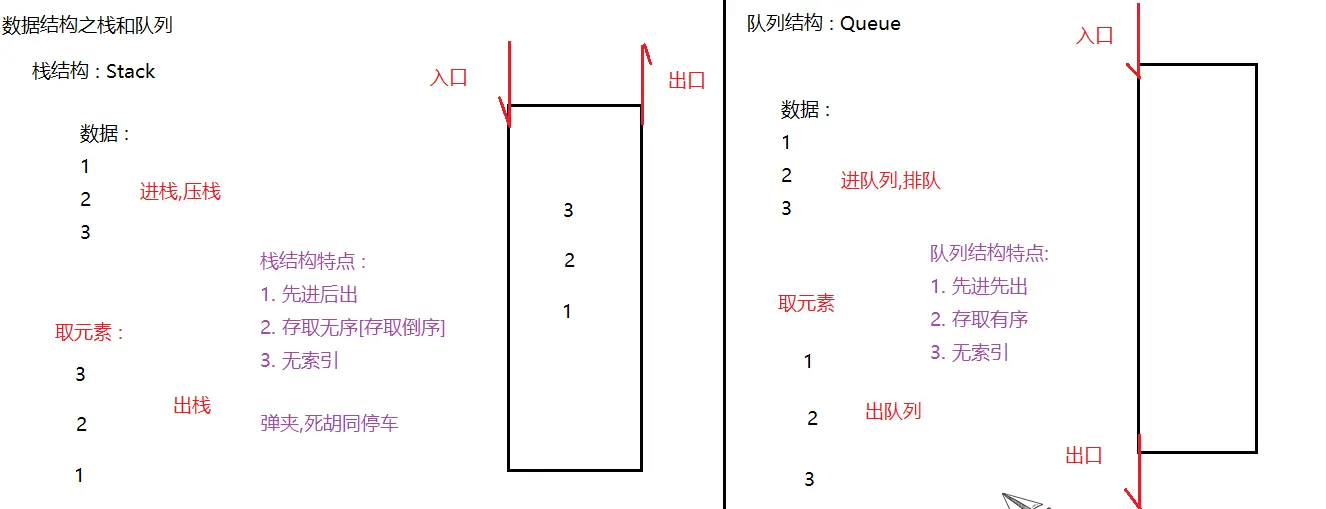 数据结构之栈和队列
栈结构 : Stack
入口
出口
数据 :
1
2
3
进栈,压栈
栈结构特点 :
1. 先进后出
2. 存取无序[存取倒序]
3. 无索引
取元素 :
3
2
1
出栈
弹夹,死胡同停车
3
2
1
队列结构 : Queue
入口
数据 :
1
2
3
进队列,排队
队列结构特点:
1. 先进先出
2. 存取有序
3. 无索引
取元素
1
2
3
出队列
出口